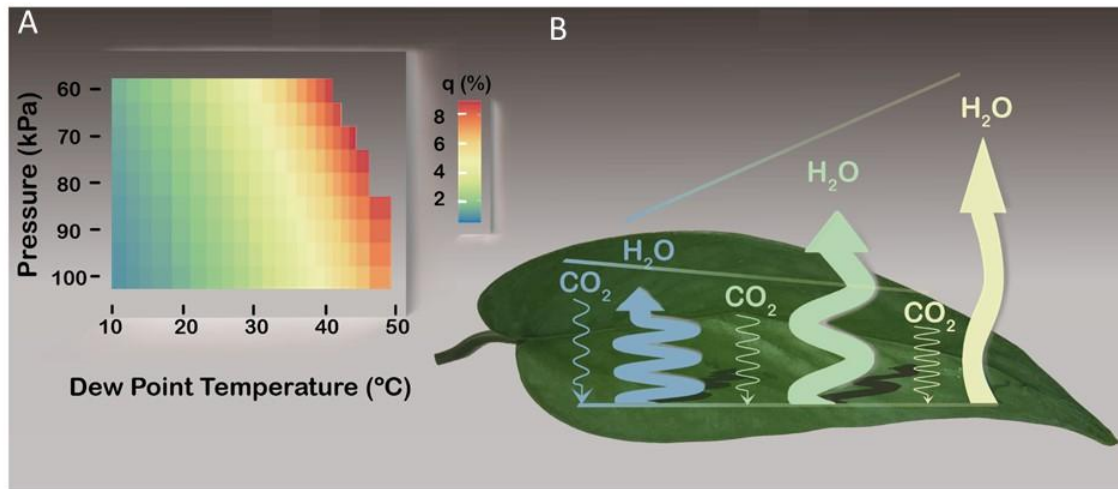 A
Pressure (kPa)
60
70
80
90
100
10 20 30 40 50
Dew Point Temperature (ºC)
q (%)
8
6
4
2
B
H₂O
CO₂
H₂O
CO₂
H₂O
CO₂